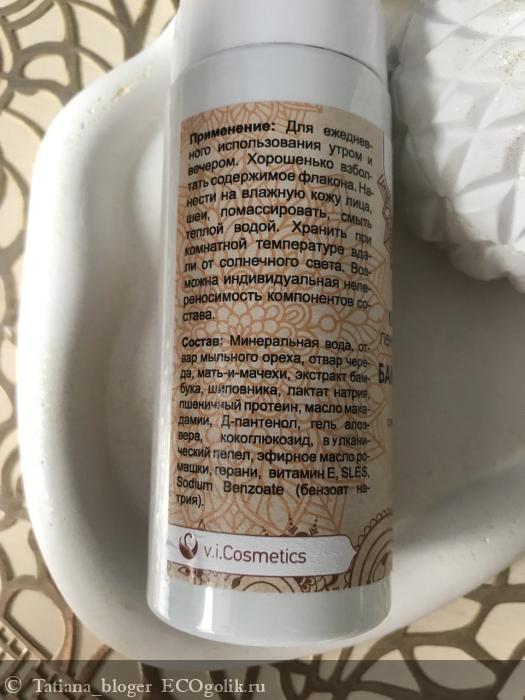 Применение: Для ежеднев-
ного использования утром и
вечером. Хорошенько взбол-
тать содержимое флакона. На-
нести на влажную кожу лица,
шеи, помассировать, смыть
теплой водой. Хранить при
комнатной температуре вда-
ли от солнечного света. Воз-
можна индивидуальная непе-
реносимость компонентов со-
става.
Состав: Минеральная вода, от-
вар мыльного ореха, отвар чере-
да, мать-и-мачехи, экстракт бам-
бука, шиповника, лактат натрия,
пшеничный протеин, масло мака-
дамии, Д-пантенол, гель алоэ-
вера, кокоглюкозид, вулкани-
ческий пепел, эфирное масло ро-
машки, герани, витамин Е, SLES,
Sodium Benzoate (бензоат на-
трия).
v.i.Cosmetics
© Tatiana_bloger ECOgolik.ru